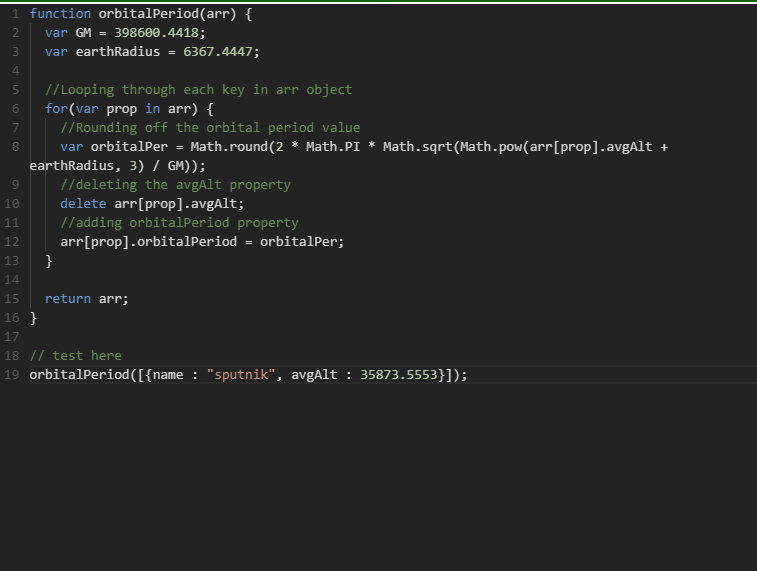 1 function orbitalPeriod(arr) {
2 var GM = 398600.4418;
3 var earthRadius = 6367.4447;
4
5 //Looping through each key in arr object
6 for(var prop in arr) {
7 //Rounding off the orbital period value
8 var orbitalPer = Math.round(2 * Math.PI * Math.sqrt(Math.pow(arr[prop].avgAlt +
earthRadius, 3) / GM));
9 //deleting the avgAlt property
10 delete arr[prop].avgAlt;
11 //adding orbitalPeriod property
12 arr[prop].orbitalPeriod = orbitalPer;
13 }
14
15 return arr;
16 }
17
18 // test here
19 orbitalPeriod([{name : "sputnik", avgAlt : 35873.5553}]);